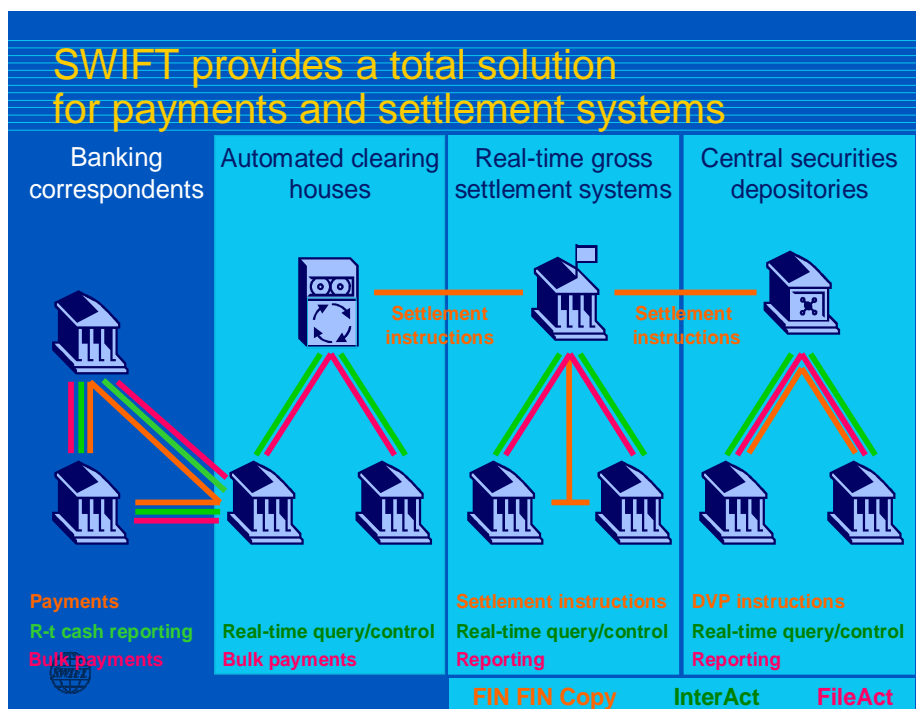 SWIFT provides a total solution
for payments and settlement systems
Banking
correspondents
Automated clearing
houses
Real-time gross
settlement systems
Central securities
depositories
Settlement
instructions
Settlement
instructions
Payments
R-t cash reporting
Bulk payments
Real-time query/control
Bulk payments
Settlement instructions
Real-time query/control
Reporting
DVP instructions
Real-time query/control
Reporting
SWIFT
FIN FIN Copy
InterAct
FileAct